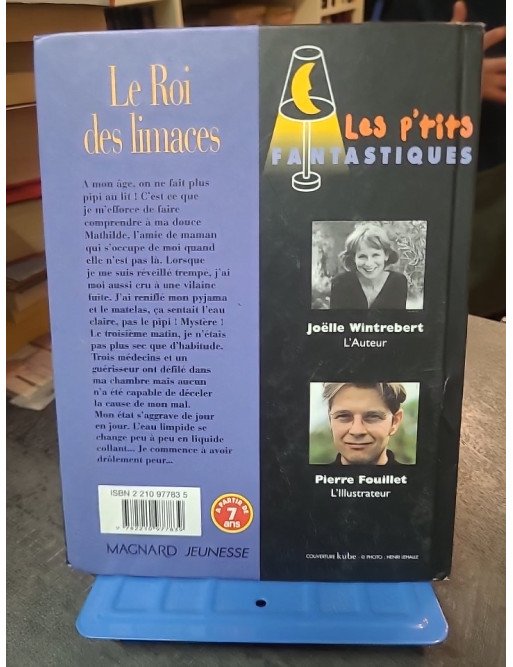 Le Roi
des limaces
A mon âge, on ne fait plus
pipi au lit ! C'est ce que
je m'efforce de faire
comprendre à ma douce
Mathilde, l'amie de maman
qui s'occupe de moi quand
elle n'est pas là. Lorsque
je me suis réveillé trempé, j'ai
moi aussi cru à une vilaine
fuite. J'ai reniflé mon pyjama
et le matelas, ça sentait l'eau
claire, pas le pipi ! Mystère !
Le troisième matin, je n'étais
pas plus sec que d'habitude.
Trois médecins et un
guérisseur ont défilé dans
ma chambre mais aucun
n'a été capable de déceler
la cause de mon mal.
Mon état s'aggrave de jour
en jour. L'eau limpide se
change peu à peu en liquide
collant... Je commence à avoir
drôlement peur...
ISBN 2 210 97783 5
9 782210 977839
A PARTIR DE
7
ans
MAGNARD JEUNESSE
Les p'tits
FANTASTIQUES
Joëlle Wintrebert
L'Auteur
Pierre Fouillet
L'Illustrateur
COUVERTURE kube - © PHOTO : HENRI LEHALLE